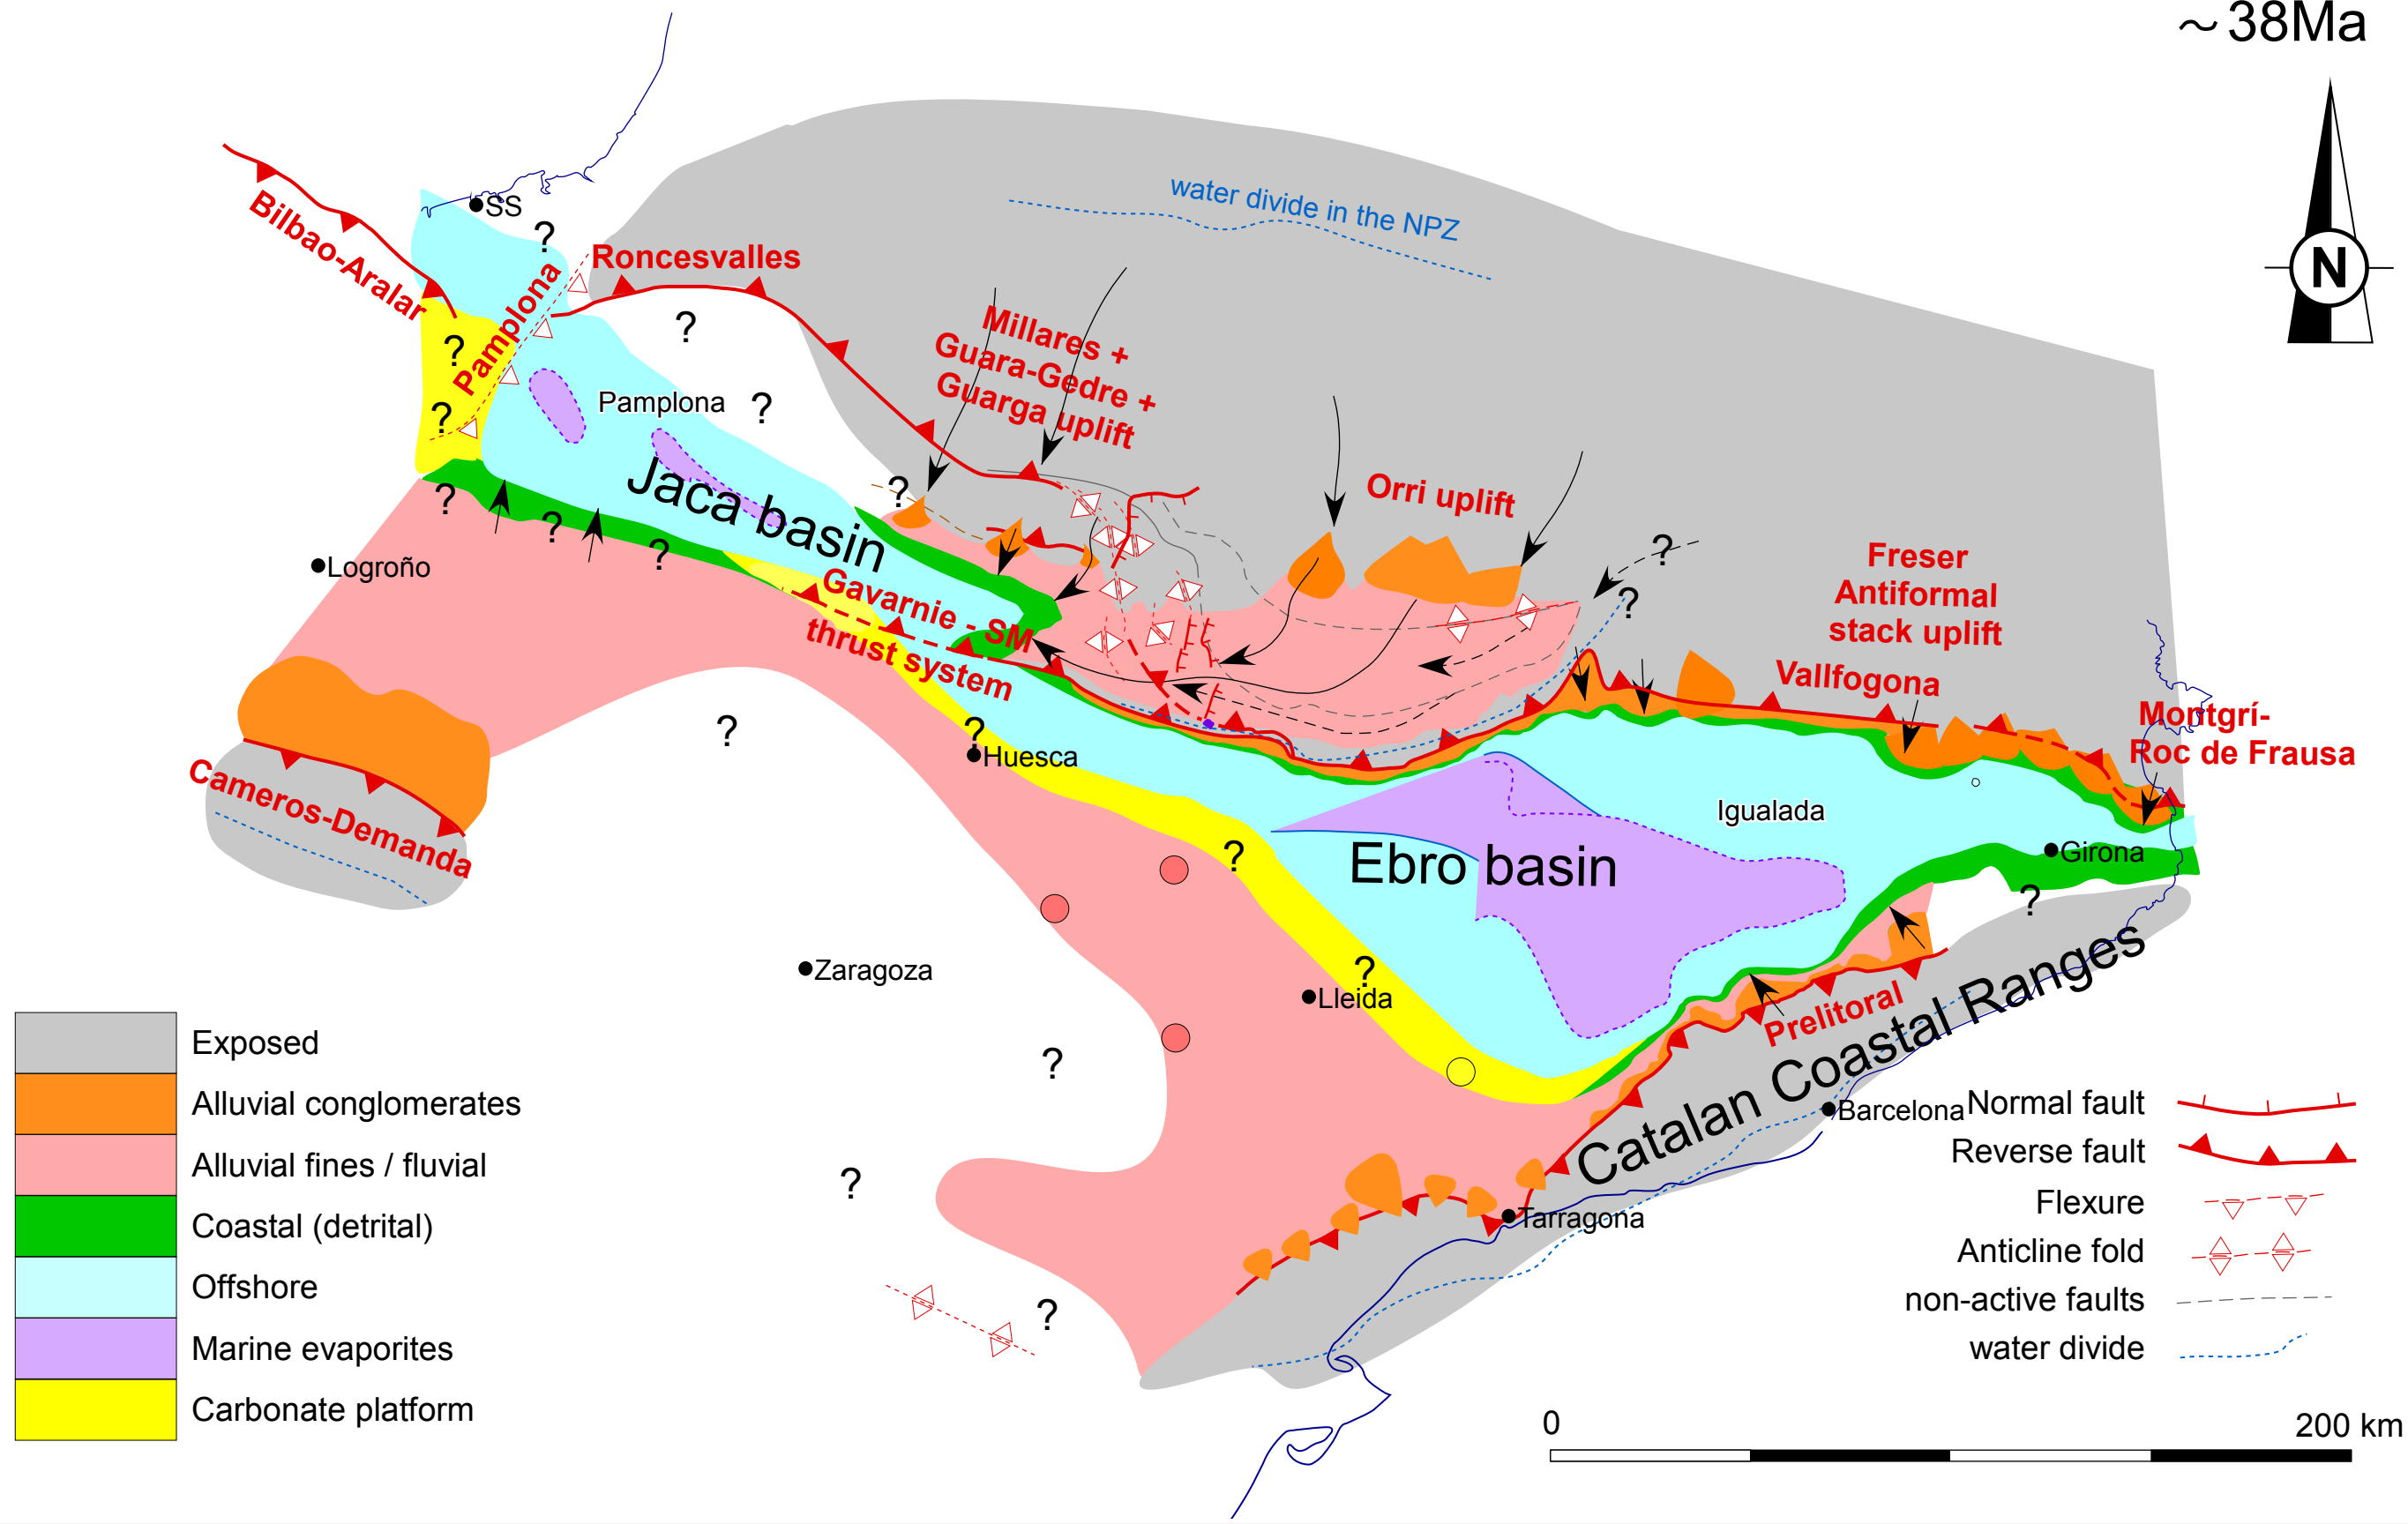 ~38Ma
N
water divide in the NPZ
SS
?
Bilbao-Aralar
Pamplona
Roncesvalles
?
?
?
Millares +
Guara-Gedre +
Guarga uplift
Pamplona
?
Jaca basin
?
Orri uplift
?
?
?
?
?
?
Freser
Antiformal
stack uplift
Logroño
Gavarnie - SM
thrust system
Vallfogona
Montgrí-
Roc de Frausa
?
?
Huesca
Cameros-Demanda
Igualada
Ebro basin
?
Girona
?
Zaragoza
?
Lleida
Prelitoral
Catalan Coastal Ranges
?
Barcelona
?
Tarragona
?
Exposed
Alluvial conglomerates
Alluvial fines / fluvial
Coastal (detrital)
Offshore
Marine evaporites
Carbonate platform
Normal fault
Reverse fault
Flexure
Anticline fold
non-active faults
water divide
0
200 km